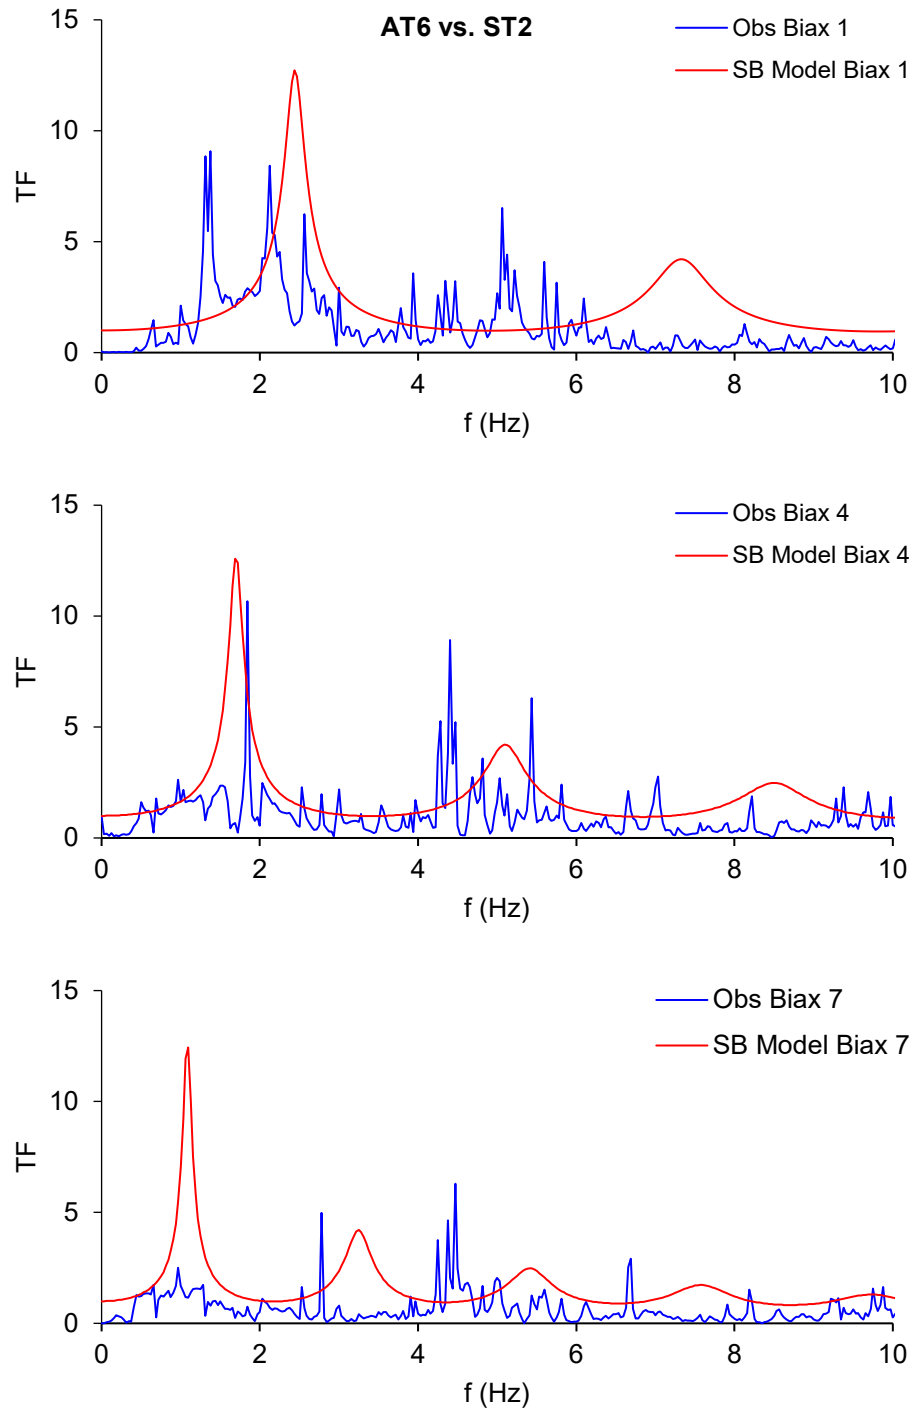 AT6 vs. ST2
Obs Biax 1
SB Model Biax 1
15
10
5
0
TF
0 2 4 6 8 10
f (Hz)
Obs Biax 4
SB Model Biax 4
15
10
5
0
TF
0 2 4 6 8 10
f (Hz)
Obs Biax 7
SB Model Biax 7
15
10
5
0
TF
0 2 4 6 8 10
f (Hz)